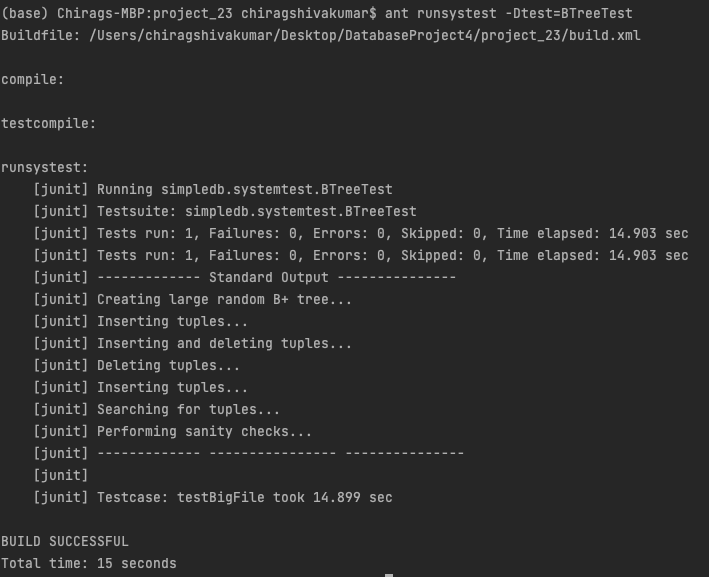 (base) Chirags-MBP:project_23 chiragshivakumar$ ant runsystest -Dtest=BTreeTest
Buildfile: /Users/chiragshivakumar/Desktop/DatabaseProject4/project_23/build.xml
compile:
testcompile:
runsystest:
[junit] Running simpledb.systemtest.BTreeTest
[junit] Testsuite: simpledb.systemtest.BTreeTest
[junit] Tests run: 1, Failures: 0, Errors: 0, Skipped: 0, Time elapsed: 14.903 sec
[junit] Tests run: 1, Failures: 0, Errors: 0, Skipped: 0, Time elapsed: 14.903 sec
[junit] ------------- Standard Output ---------------
[junit] Creating large random B+ tree...
[junit] Inserting tuples...
[junit] Inserting and deleting tuples...
[junit] Deleting tuples...
[junit] Inserting tuples...
[junit] Searching for tuples...
[junit] Performing sanity checks...
[junit] ------------- ---------------- ---------------
[junit]
[junit] Testcase: testBigFile took 14.899 sec
BUILD SUCCESSFUL
Total time: 15 seconds